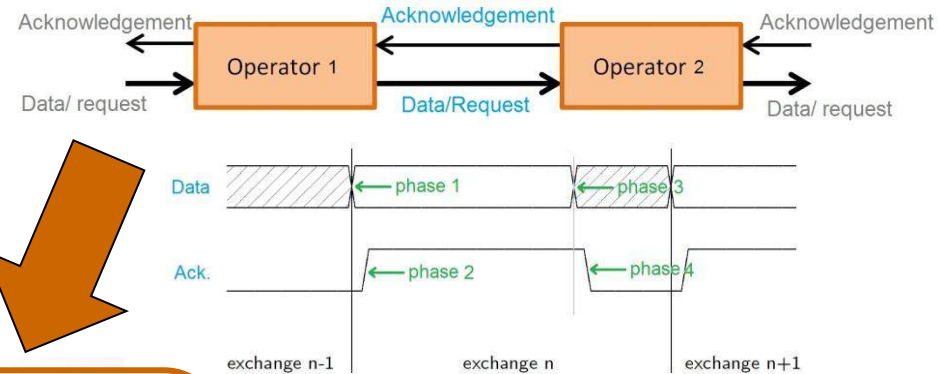 Acknowledgement
Acknowledgement
Acknowledgement
Operator 1
Operator 2
Data/ request
Data/Request
Data/ request
Data
phase 1
phase 3
Ack.
phase 2
phase 4
exchange n-1
exchange n
exchange n+1